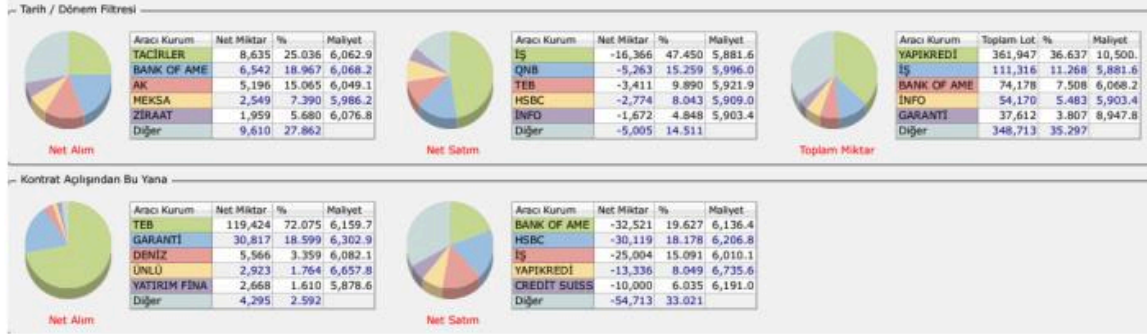 Tarih / Dönem Filtresi
Aracı Kurum Net Miktar % Maliyet
TACİRLER 8,635 25.036 6,062.9
BANK OF AME 6,542 18.967 6,068.2
AK 5,196 15.065 6,049.1
MEKSA 2,549 7.390 5,986.2
ZİRAAT 1,959 5.680 6,076.8
Diğer 9,610 27.862
Net Alım
Aracı Kurum Net Miktar % Maliyet
İŞ -16,366 47.450 5,881.6
QNB -5,263 15.259 5,996.0
TEB -3,411 9.890 5,921.9
HSBC -2,774 8.043 5,909.0
İNFO -1,672 4.848 5,903.4
Diğer -5,005 14.511
Net Satım
Aracı Kurum Toplam Lot % Maliyet
YAPIKREDİ 361,947 36.637 10,500.
İŞ 111,316 11.268 5,881.6
BANK OF AME 74,178 7.508 6,068.2
İNFO 54,170 5.483 5,903.4
GARANTİ 37,612 3.807 8,947.8
Diğer 348,713 35.297
Toplam Miktar
Kontrat Açılışından Bu Yana
Aracı Kurum Net Miktar % Maliyet
TEB 119,424 72.075 6,159.7
GARANTİ 30,817 18.599 6,302.9
DENİZ 5,566 3.359 6,082.1
ÜNLÜ 2,923 1.764 6,657.8
YATIRIM FİNA 2,668 1.610 5,878.6
Diğer 4,295 2.592
Net Alım
Aracı Kurum Net Miktar % Maliyet
BANK OF AME -32,521 19.627 6,136.4
HSBC -30,119 18.178 6,206.8
İŞ -25,004 15.091 6,010.1
YAPIKREDİ -13,336 8.049 6,735.6
CREDİT SUISS -10,000 6.035 6,191.0
Diğer -54,713 33.021
Net Satım